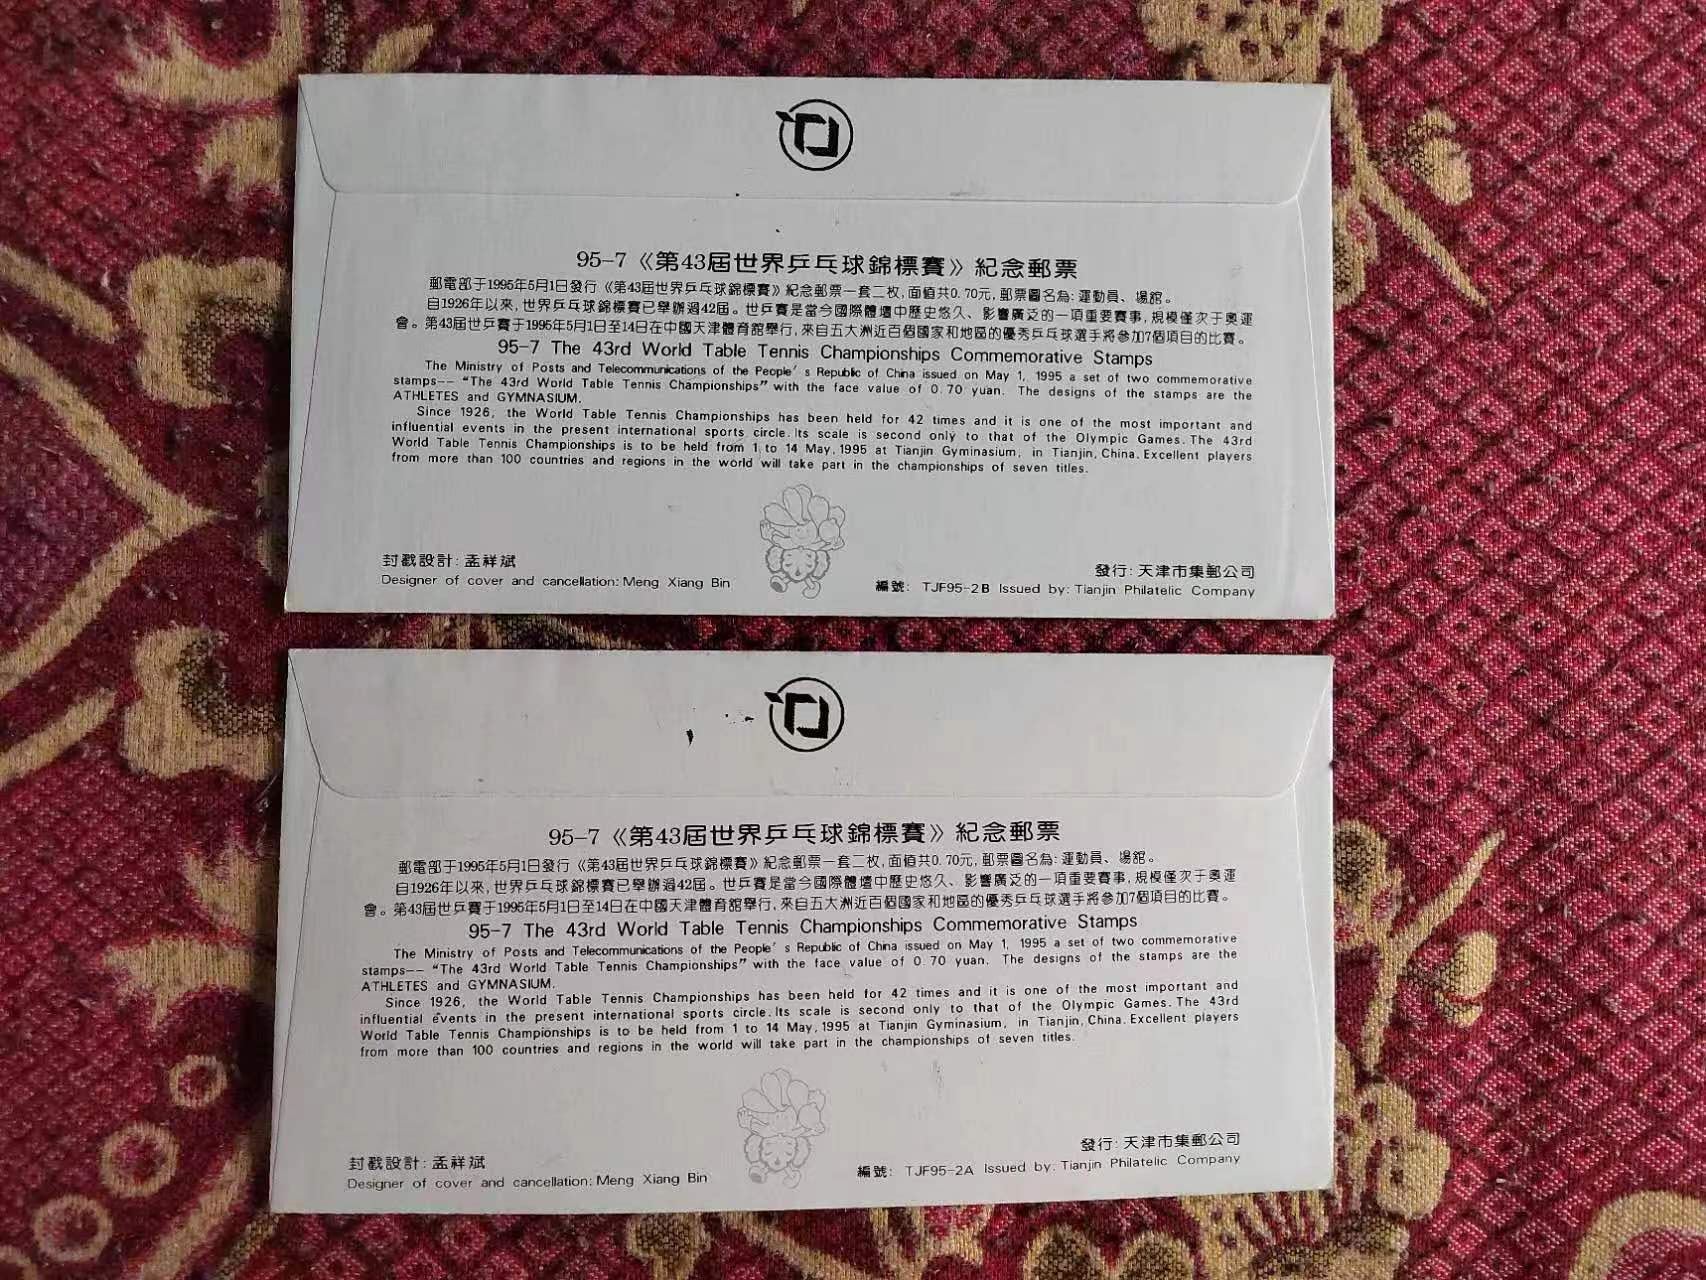 95-7《第43屆世界乒乓球錦標賽》紀念郵票
郵電部于1995年5月1日發行《第43屆世界乒乓球錦標賽》紀念郵票一套二枚,面值共0.70元,郵票圖名為:運動員、場舘。
自1926年以來,世界乒乓球錦標賽已舉辦過42屆。世乒賽是當今國際體壇中歷史悠久、影響廣泛的一項重要賽事,規模僅次于奧運
會。第43屆世乒賽于1995年5月1日至14日在中國天津體育舘舉行,來自五大洲近百個國家和地區的優秀乒乓球選手將參加7個項目的比賽。
95-7 The 43rd World Table Tennis Championships Commemorative Stamps
The Ministry of Posts and Telecommunications of the People's Republic of China issued on May 1, 1995 a set of two commemorative
stamps-- "The 43rd World Table Tennis Championships" with the face value of 0.70 yuan. The designs of the stamps are the
ATHLETES and GYMNASIUM.
Since 1926, the World Table Tennis Championships has been held for 42 times and it is one of the most important and
influential events in the present international sports circle. Its scale is second only to that of the Olympic Games. The 43rd
World Table Tennis Championships is to be held from 1 to 14 May, 1995 at Tianjin Gyminasium, in Tianjin, China. Excellent players
from more than 100 countries and regions in the world will take part in the championships of seven titles.
封戳設計:孟祥斌
Designer of cover and cancellation: Meng Xiang Bin
發行:天津市集郵公司
編號: TJF95-2B Issued by: Tianjin Philatelic Company
95-7《第43屆世界乒乓球錦標賽》紀念郵票
郵電部于1995年5月1日發行《第43屆世界乒乓球錦標賽》紀念郵票一套二枚,面值共0.70元,郵票圖名為:運動員、場舘。
自1926年以來,世界乒乓球錦標賽已舉辦過42屆。世乒賽是當今國際體壇中歷史悠久、影響廣泛的一項重要賽事,規模僅次于奧運
會。第43屆世乒賽于1995年5月1日至14日在中國天津體育舘舉行,來自五大洲近百個國家和地區的優秀乒乓球選手將參加7個項目的比賽。
95-7 The 43rd World Table Tennis Championships Commemorative Stamps
The Ministry of Posts and Telecommunications of the People's Republic of China issued on May 1, 1995 a set of two commemorative
stamps-- "The 43rd World Table Tennis Championships" with the face value of 0.70 yuan. The designs of the stamps are the
ATHLETES and GYMNASIUM.
Since 1926, the World Table Tennis Championships has been held for 42 times and it is one of the most important and
influential events in the present international sports circle. Its scale is second only to that of the Olympic Games. The 43rd
World Table Tennis Championships is to be held from 1 to 14 May, 1995 at Tianjin Gyminasium, in Tianjin, China. Excellent players
from more than 100 countries and regions in the world will take part in the championships of seven titles.
封戳設計:孟祥斌
Designer of cover and cancellation: Meng Xiang Bin
發行:天津市集郵公司
編號: TJF95-2A Issued by: Tianjin Philatelic Company